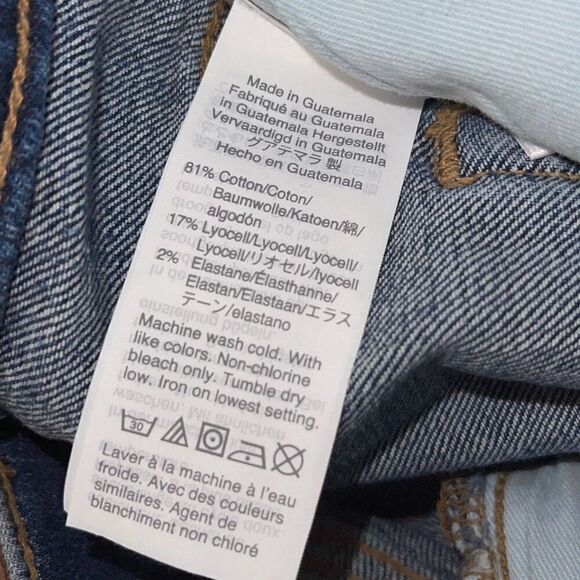 Made in Guatemala
Fabriqué au Guatemala
in Guatemala Hergestellt
Vervaardigd in Guatemala
グアテマラ 製
Hecho en Guatemala
81% Cotton/Coton/
Baumwolle/Katoen/綿/
algodón
17% Lyocell/Lyocell/Lyocell/
Lyocell/リオセル/lyocell
2% Elastane/Élasthanne/
Elastan/Elastaan/エラス
テーン/elastano
Machine wash cold. With
like colors. Non-chlorine
bleach only. Tumble dry
low. Iron on lowest setting.
30
Laver à la machine à l'eau
froide. Avec des couleurs
similaires. Agent de
blanchiment non chloré